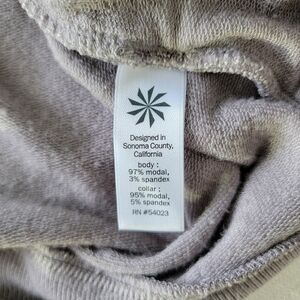 Designed in
Sonoma County,
California
body :
97% modal,
3% spandex
collar :
95% modal,
5% spandex
RN #54023